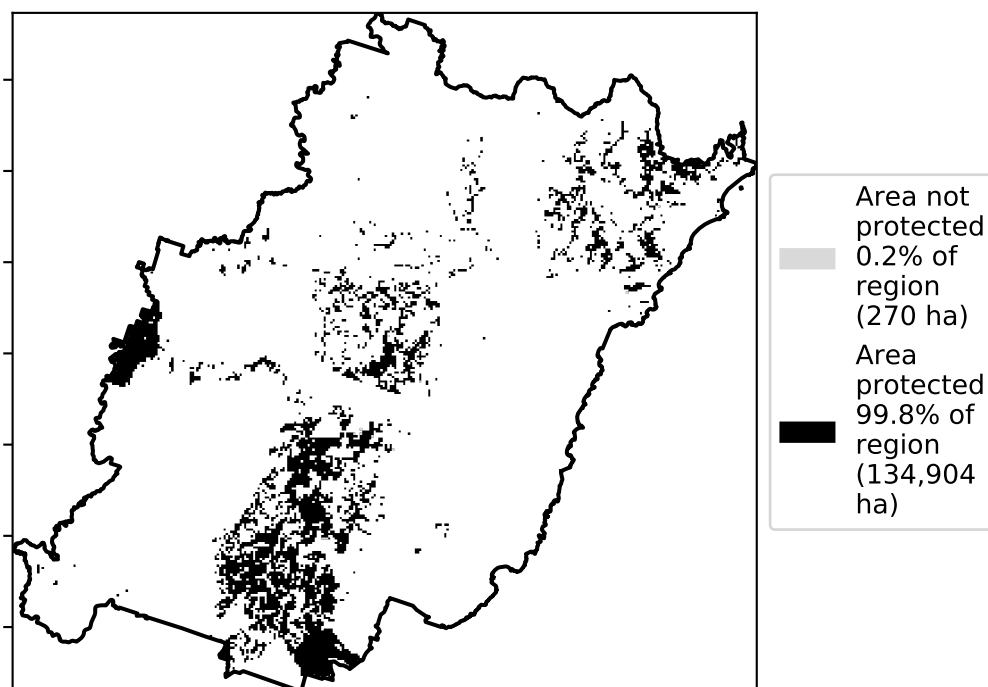 Area not
protected
0.2% of
region
(270 ha)
Area
protected
99.8% of
region
(134,904
ha)